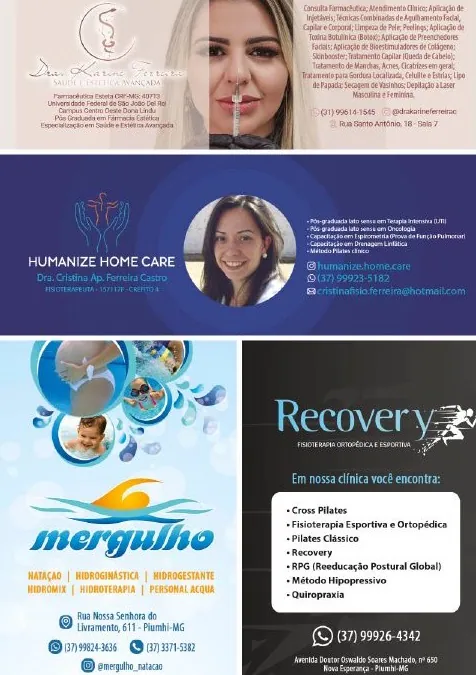 Dra. Karine Ferreira
SAÚDE E ESTÉTICA AVANÇADA
Farmacêutica Esteta CRF-MG: 40713
Universidade Federal de São João Del Rei
Campus Centro Oeste Dona Lindu
Pós Graduada em Farmácia Estética
Especialização em Saúde e Estética Avançada
Consulta Farmacêutica; Atendimento Clínico; Aplicação de
Injetáveis; Técnicas Combinadas de Aquilbamento Facial,
Capilar e Corporal; Limpeza de Pele; Peelings; Aplicação de
Toxina Botulínica (Botox); Aplicação de Preenchedores
Faciais; Aplicação de Bioestimuladores de Colágeno;
Skinbooster; Tratamento Capilar (Queda de Cabelo);
Tratamento de Manchas, Acnes, Cicatrizes em geral;
Tratamento para Gordura Localizada, Celulite e Estrias; Lipo
de Papada; Secagem de Vasinhos; Depilação a Laser
Masculina e Feminina.
(31) 99614-1545 @drakarineferreirac
Rua Santo Antônio, 18 - Sala 7
HUMANIZE HOME CARE
Dra. Cristina Ap. Ferreira Castro
FISIOTERAPEUTA - 157117F - CREFITO 4
• Pós-graduada lato sensu em Terapia Intensiva (UTI)
• Pós-graduada lato sensu em Oncologia
• Capacitação em Espirometria (Prova de Função Pulmonar)
• Capacitação em Drenagem Linfática
• Método Pilates clínico
humanize.home.care
(37) 99923-5182
cristinafisio.ferreira@hotmail.com
mergulho
NATAÇÃO | HIDROGINÁSTICA | HIDROGESTANTE
HIDROMIX | HIDROTERAPIA | PERSONAL ACQUA
Rua Nossa Senhora do
Livramento, 611 - Piumhi-MG
(37) 99824-3636 (37) 3371-5382
@mergulho_natacao
Recovery
FISIOTERAPIA ORTOPÉDICA E ESPORTIVA
Em nossa clínica você encontra:
• Cross Pilates
• Fisioterapia Esportiva e Ortopédica
• Pilates Clássico
• Recovery
• RPG (Reeducação Postural Global)
• Método Hipopressivo
• Quiropraxia
(37) 99926-4342
Avenida Doutor Oswaldo Soares Machado, nº 650
Nova Esperança - Piumhi-MG